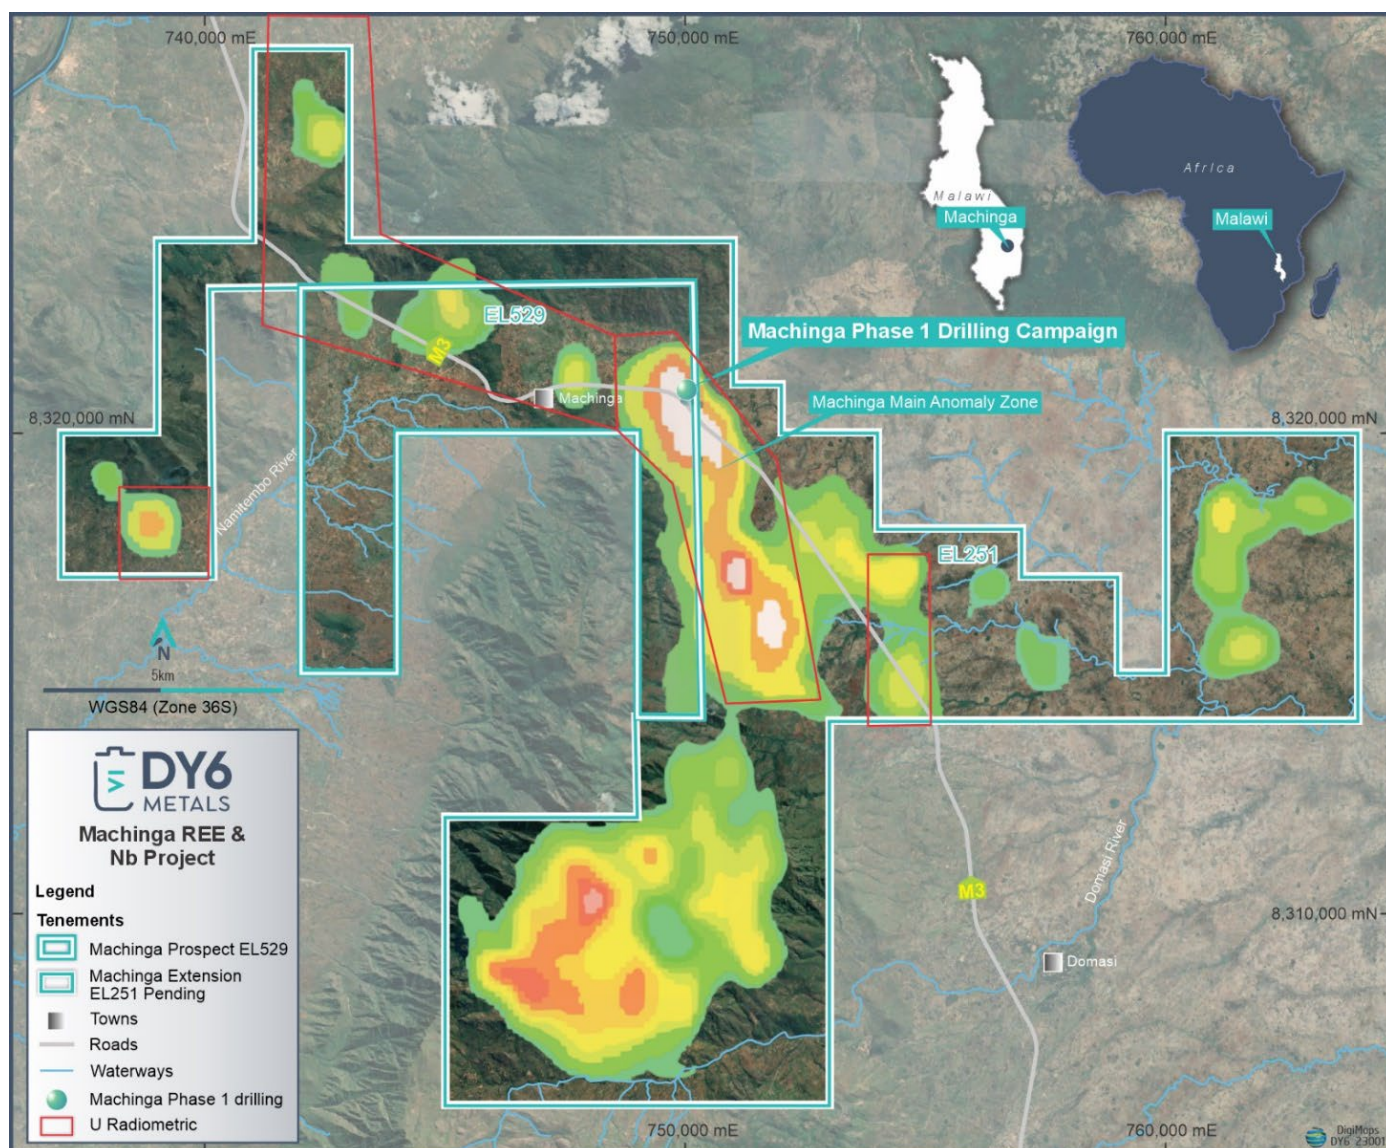 740,000 mE
750,000 mE
760,000 mE
Africa
Malawi
Machinga
Malawi
EL529
M3
Machinga Phase 1 Drilling Campaign
Machinga
Machinga Main Anomaly Zone
8,320,000 mN
8,320,000 mN
Namitembo River
EL251
N
5km
WGS84 (Zone 36S)
DY6
METALS
Machinga REE &
Nb Project
Legend
Tenements
Machinga Prospect EL529
Machinga Extension
EL251 Pending
Towns
Roads
Waterways
Machinga Phase 1 drilling
U Radiometric
M3
Domasi River
8,310,000 mN
Domasi
750,000 mE
760,000 mE
DigiMaps
DY6_23001